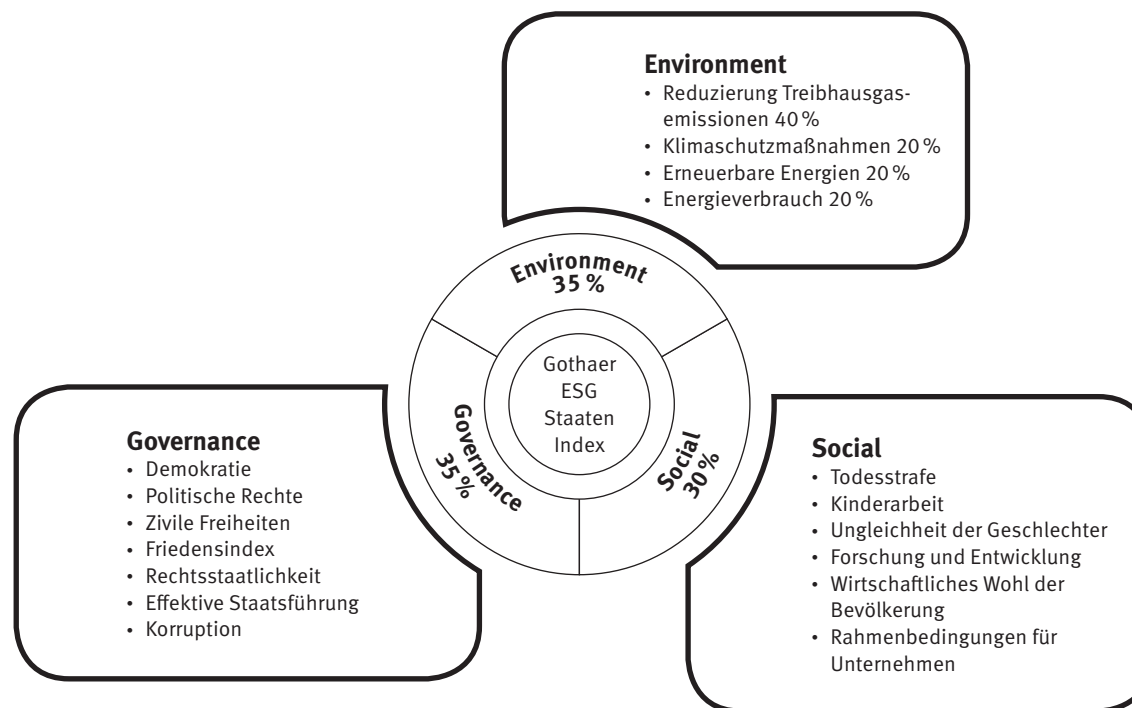 Environment
• Reduzierung Treibhausgas-
emissionen 40 %
• Klimaschutzmaßnahmen 20 %
• Erneuerbare Energien 20 %
• Energieverbrauch 20 %
Environment
35 %
Gothaer
ESG
Staaten
Index
Governance
35 %
Social
30 %
Governance
• Demokratie
• Politische Rechte
• Zivile Freiheiten
• Friedensindex
• Rechtsstaatlichkeit
• Effektive Staatsführung
• Korruption
Social
• Todesstrafe
• Kinderarbeit
• Ungleichheit der Geschlechter
• Forschung und Entwicklung
• Wirtschaftliches Wohl der
Bevölkerung
• Rahmenbedingungen für
Unternehmen